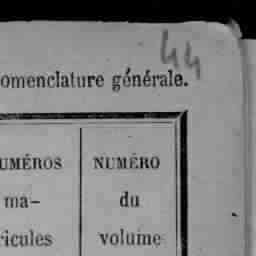 44
omenclature générale.
UMÉROS NUMÉRO
ma- du
ricules volume